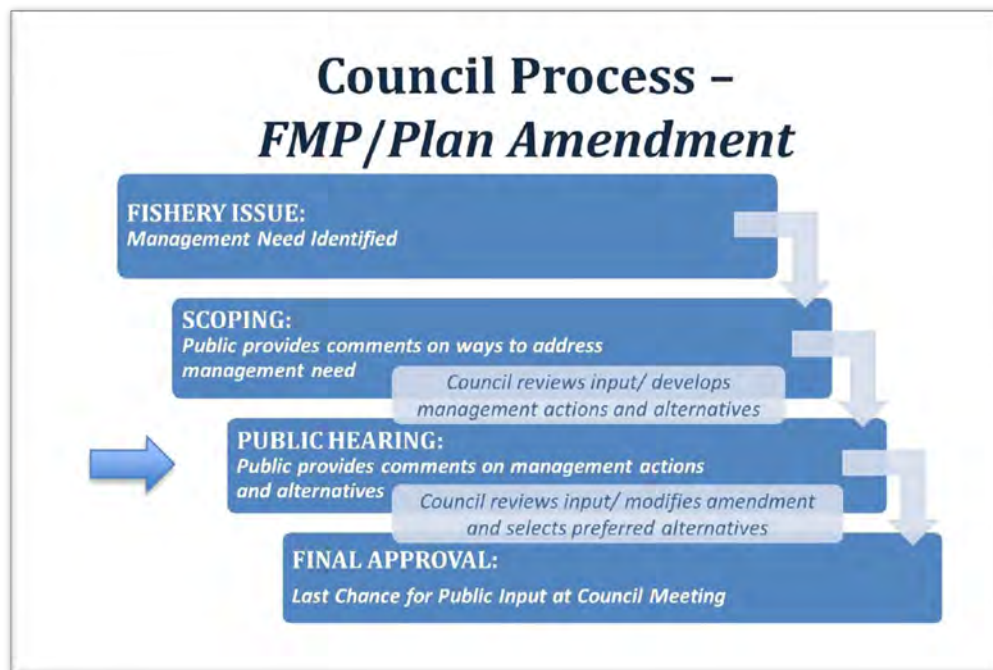 Council Process –
FMP/Plan Amendment
FISHERY ISSUE:
Management Need Identified
SCOPING:
Public provides comments on ways to address
management need
Council reviews input/ develops
management actions and alternatives
PUBLIC HEARING:
Public provides comments on management actions
and alternatives
Council reviews input/ modifies amendment
and selects preferred alternatives
FINAL APPROVAL:
Last Chance for Public Input at Council Meeting